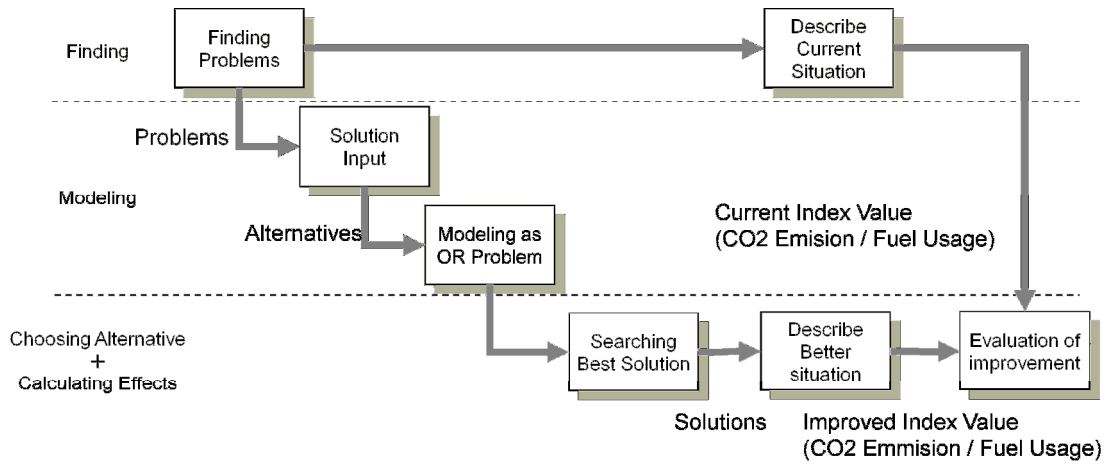 Finding
Finding
Problems
Describe
Current
Situation
Problems
Solution
Input
Modeling
Alternatives
Modeling as
OR Problem
Current Index Value
(CO2 Emision / Fuel Usage)
Choosing Alternative
+
Calculating Effects
Searching
Best Solution
Describe
Better
situation
Evaluation of
improvement
Solutions
Improved Index Value
(CO2 Emmision / Fuel Usage)